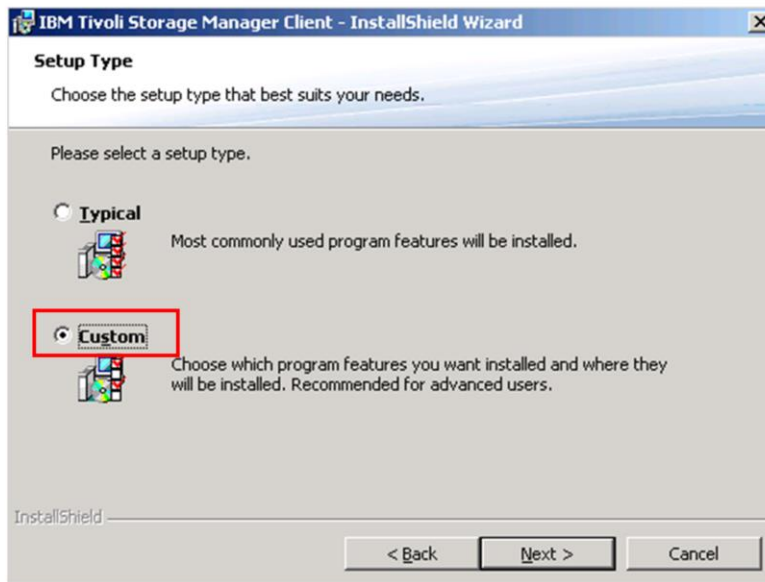 IBM Tivoli Storage Manager Client - InstallShield Wizard
Setup Type
Choose the setup type that best suits your needs.
Please select a setup type.
Typical
Most commonly used program features will be installed.
Custom
Choose which program features you want installed and where they
will be installed. Recommended for advanced users.
InstallShield
< Back Next > Cancel